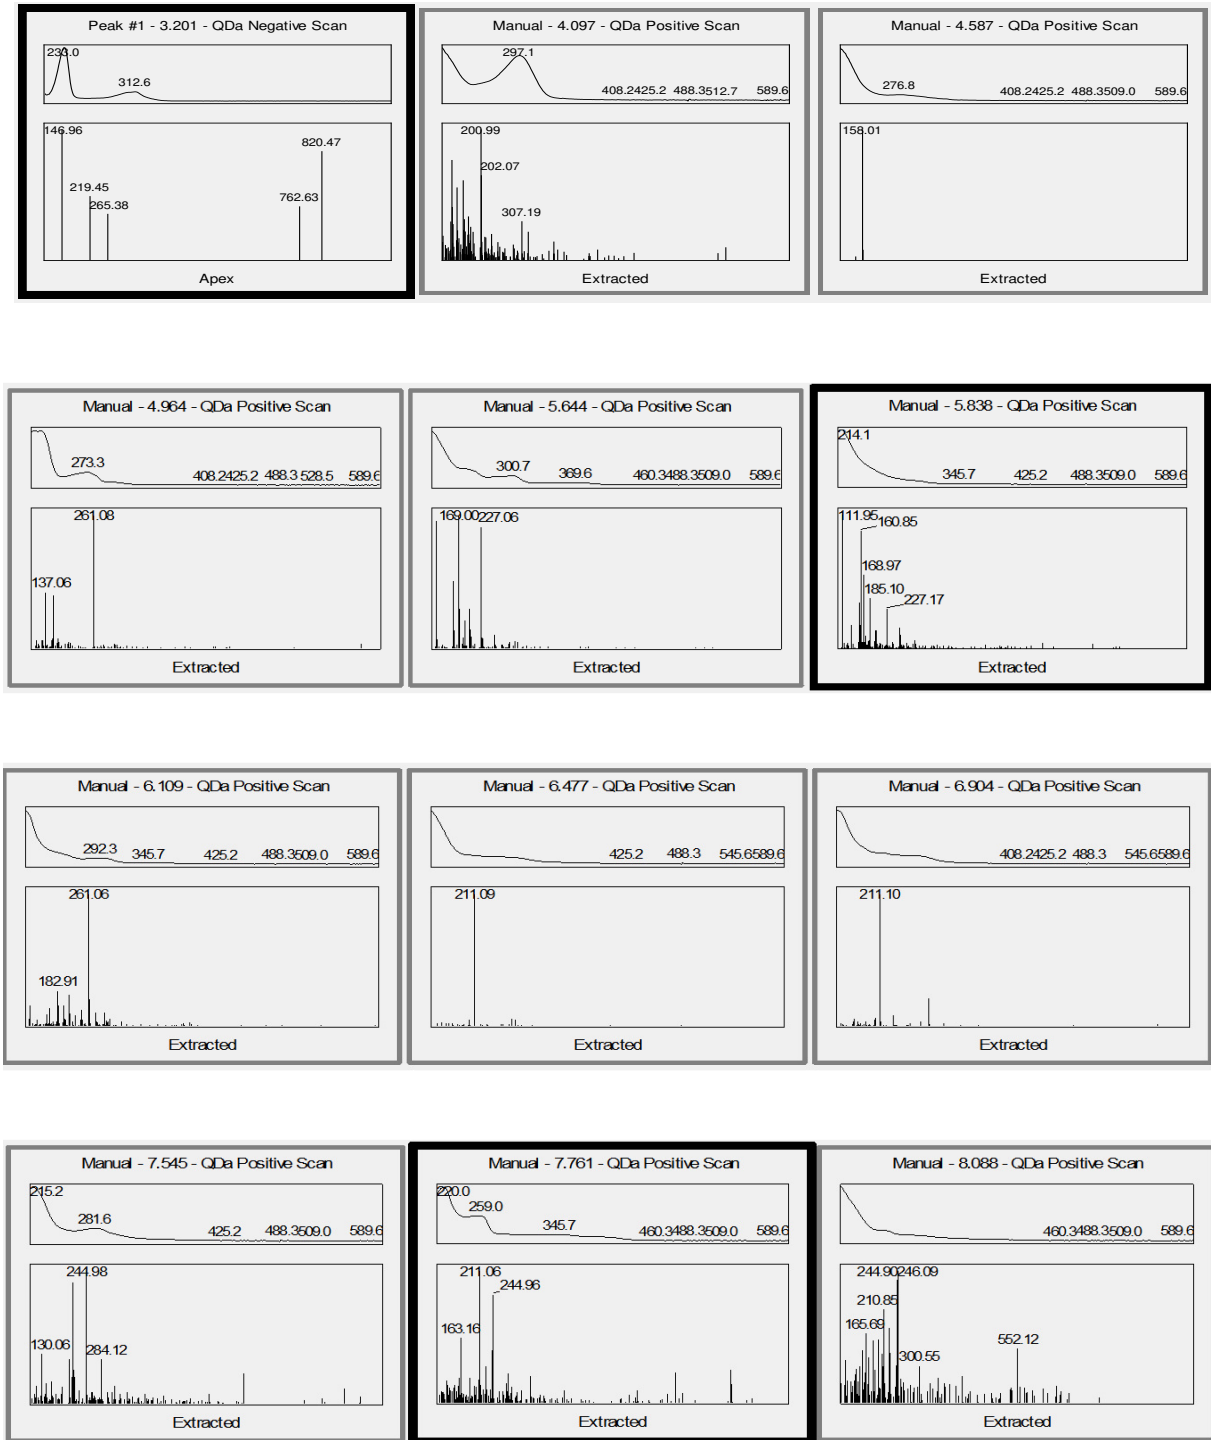 Peak #1 - 3.201 - QDa Negative Scan
233.0
312.6
146.96
820.47
219.45
265.38
762.63
Apex
Manual - 4.097 - QDa Positive Scan
297.1
408.2425.2 488.3512.7 589.6
200.99
202.07
307.19
Extracted
Manual - 4.587 - QDa Positive Scan
276.8
408.2425.2 488.3509.0 589.6
158.01
Extracted
Manual - 4.964 - QDa Positive Scan
273.3
408.2425.2 488.3 528.5 589.6
261.08
137.06
Extracted
Manual - 5.644 - QDa Positive Scan
300.7
369.6
460.3488.3509.0 589.6
169.00 227.06
Extracted
Manual - 5.838 - QDa Positive Scan
214.1
345.7 425.2 488.3509.0 589.6
111.95
160.85
168.97
185.10
227.17
Extracted
Manual - 6.109 - QDa Positive Scan
292.3
345.7 425.2 488.3509.0 589.6
261.06
182.91
Extracted
Manual - 6.477 - QDa Positive Scan
425.2 488.3 545.6589.6
211.09
Extracted
Manual - 6.904 - QDa Positive Scan
408.2425.2 488.3 545.6589.6
211.10
Extracted
Manual - 7.545 - QDa Positive Scan
215.2
281.6
425.2 488.3509.0 589.6
244.98
130.06
284.12
Extracted
Manual - 7.761 - QDa Positive Scan
220.0
259.0
345.7
460.3488.3509.0 589.6
211.06
244.96
163.16
Extracted
Manual - 8.088 - QDa Positive Scan
460.3488.3509.0 589.6
244.90246.09
210.85
165.69
300.55
552.12
Extracted